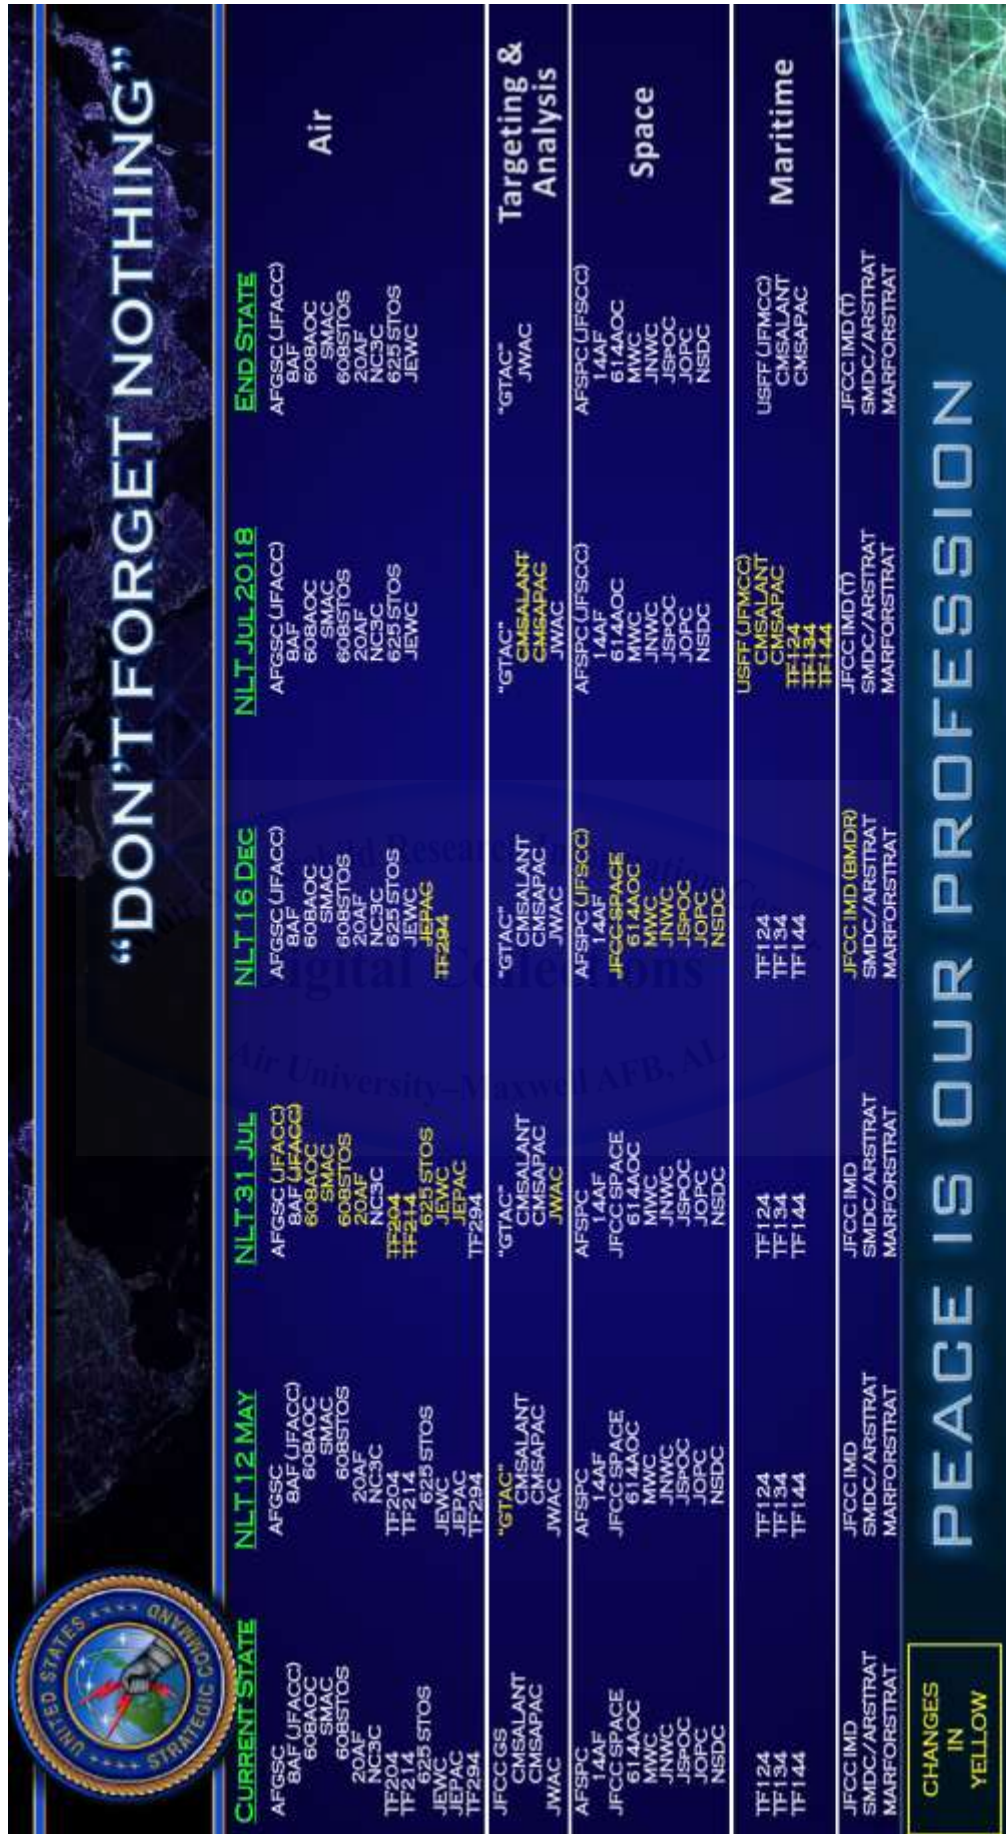 UNITED STATES
STRATEGIC COMMAND
"DON'T FORGET NOTHING"
CURRENT STATE
AFGSC
8AF (JFACC)
608AOC
SMAC
608STOS
20AF
NC3C
TF204
TF214
625 STOS
JEWC
JEPAC
TF294
JFCC GS
CMSALANT
CMSAPAC
JWAC
AFSPC
14AF
JFCC SPACE
614AOC
MWC
JNWC
JSPOC
JOPC
NSDC
TF124
TF134
TF144
JFCC IMD
SMDC/ARSTRAT
MARFORSTRAT
NLT 12 MAY
AFGSC
8AF (JFACC)
608AOC
SMAC
608STOS
20AF
NC3C
TF204
TF214
625 STOS
JEWC
JEPAC
TF294
"GTAC"
CMSALANT
CMSAPAC
JWAC
AFSPC
14AF
JFCC SPACE
614AOC
MWC
JNWC
JSPOC
JOPC
NSDC
TF124
TF134
TF144
JFCC IMD
SMDC/ARSTRAT
MARFORSTRAT
NLT 31 JUL
AFGSC (JFACC)
8AF (JFACC)
608AOC
SMAC
608STOS
20AF
NC3C
TF204
TF214
625 STOS
JEWC
JEPAC
TF294
"GTAC"
CMSALANT
CMSAPAC
JWAC
AFSPC
14AF
JFCC SPACE
614AOC
MWC
JNWC
JSPOC
JOPC
NSDC
TF124
TF134
TF144
JFCC IMD
SMDC/ARSTRAT
MARFORSTRAT
NLT 16 DEC
AFGSC (JFACC)
8AF
608AOC
SMAC
608STOS
20AF
NC3C
625 STOS
JEWC
JEPAC
TF294
"GTAC"
CMSALANT
CMSAPAC
JWAC
AFSPC (JFSCC)
14AF
JFCC SPACE
614AOC
MWC
JNWC
JSPOC
JOPC
NSDC
TF124
TF134
TF144
JFCC IMD (BMDR)
SMDC/ARSTRAT
MARFORSTRAT
NLT JUL 2018
AFGSC (JFACC)
8AF
608AOC
SMAC
608STOS
20AF
NC3C
625 STOS
JEWC
"GTAC"
CMSALANT
CMSAPAC
JWAC
AFSPC (JFSCC)
14AF
614AOC
MWC
JNWC
JSPOC
JOPC
NSDC
USFF (JFMCC)
CMSALANT
CMSAPAC
TF124
TF134
TF144
JFCC IMD (T)
SMDC/ARSTRAT
MARFORSTRAT
END STATE
AFGSC (JFACC)
8AF
608AOC
SMAC
608STOS
20AF
NC3C
625 STOS
JEWC
"GTAC"
JWAC
AFSPC (JFSCC)
14AF
614AOC
MWC
JNWC
JSPOC
JOPC
NSDC
USFF (JFMCC)
CMSALANT
CMSAPAC
JFCC IMD (T)
SMDC/ARSTRAT
MARFORSTRAT
Air
Targeting &
Analysis
Space
Maritime
Digital Collections
Air University–Maxwell AFB, AL
CHANGES
IN
YELLOW
PEACE IS OUR PROFESSION